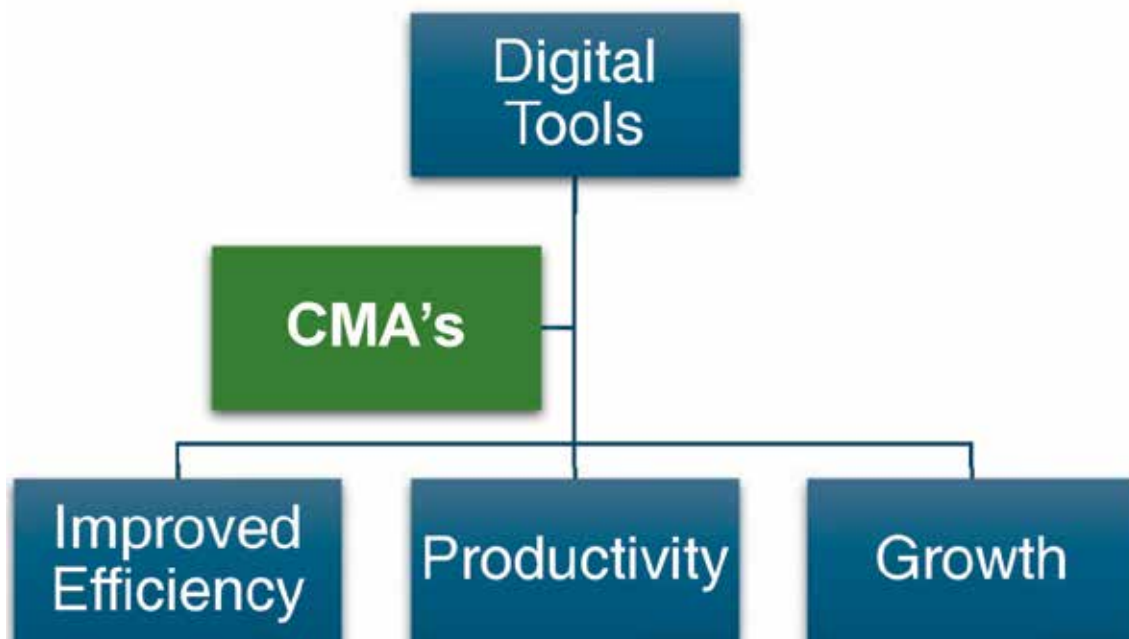 Digital
Tools
CMA's
Improved
Efficiency
Productivity
Growth